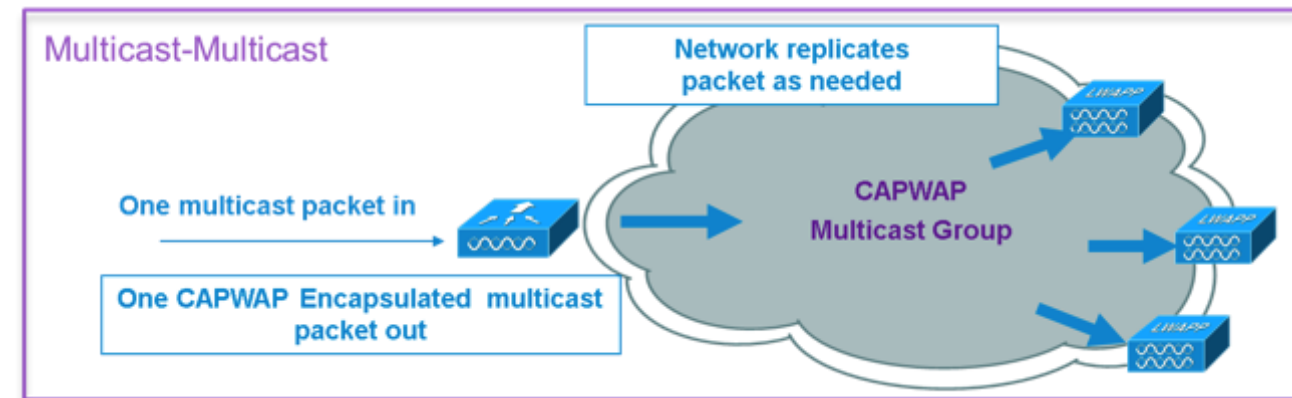 Multicast-Multicast
Network replicates
packet as needed
LWAPP
One multicast packet in
CAPWAP
Multicast Group
LWAPP
One CAPWAP Encapsulated multicast
packet out
LWAPP